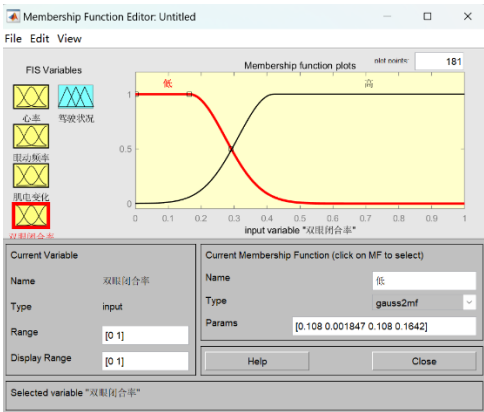 Membership Function Editor: Untitled
File Edit View
FIS Variables
心率
驾驶状况
眼动频率
肌电变化
双眼闭合率
Membership function plots
plot points:
181
低
高
1
0.5
0
0 0.1 0.2 0.3 0.4 0.5 0.6 0.7 0.8 0.9 1
input variable "双眼闭合率"
Current Variable
Name 双眼闭合率
Type input
Range [0 1]
Display Range [0 1]
Current Membership Function (click on MF to select)
Name 低
Type gauss2mf
Params [0.108 0.001847 0.108 0.1642]
Help Close
Selected variable "双眼闭合率"